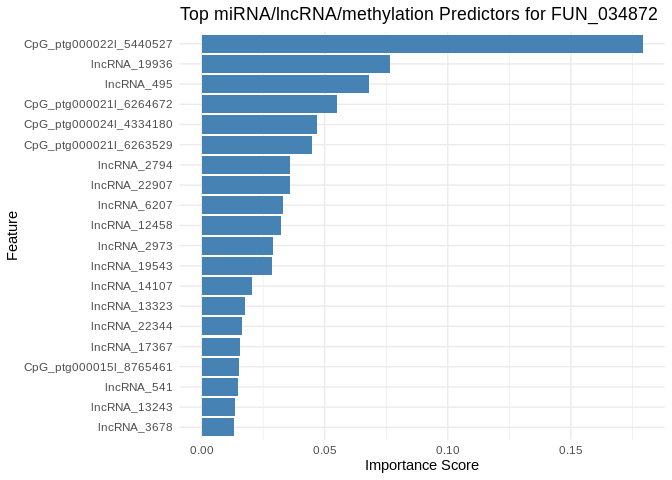 Top miRNA/lncRNA/methylation Predictors for FUN_034872
Feature
CpG_ptg000022l_5440527
lncRNA_19936
lncRNA_495
CpG_ptg000021l_6264672
CpG_ptg000024l_4334180
CpG_ptg000021l_6263529
lncRNA_2794
lncRNA_22907
lncRNA_6207
lncRNA_12458
lncRNA_2973
lncRNA_19543
lncRNA_14107
lncRNA_13323
lncRNA_22344
lncRNA_17367
CpG_ptg000015l_8765461
lncRNA_541
lncRNA_13243
lncRNA_3678
0.00 0.05 0.10 0.15
Importance Score